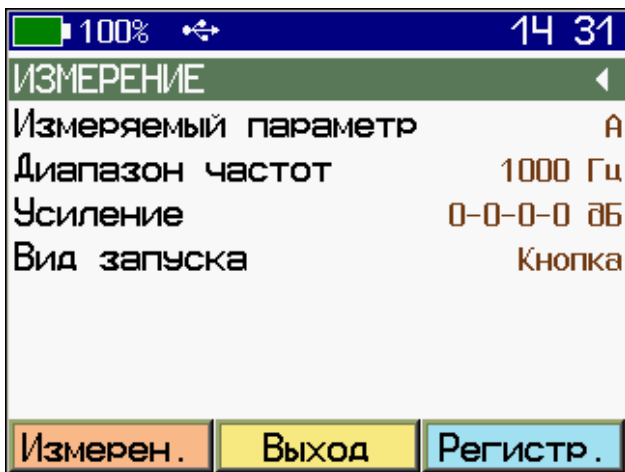 100% 14 31
ИЗМЕРЕНИЕ
Измеряемый параметр А
Диапазон частот 1000 Гц
Усиление 0-0-0-0 дБ
Вид запуска Кнопка
Измерен. Выход Регистр.